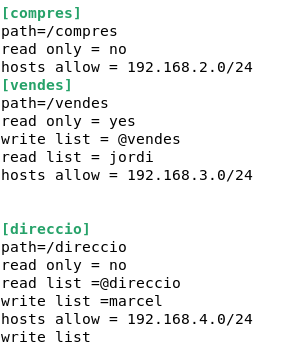 [compres]
path=/compres
read only = no
hosts allow = 192.168.2.0/24
[vendes]
path=/vendes
read only = yes
write list = @vendes
read list = jordi
hosts allow = 192.168.3.0/24
[direccio]
path=/direccio
read only = no
read list =@direccio
write list =marcel
hosts allow = 192.168.4.0/24
write list